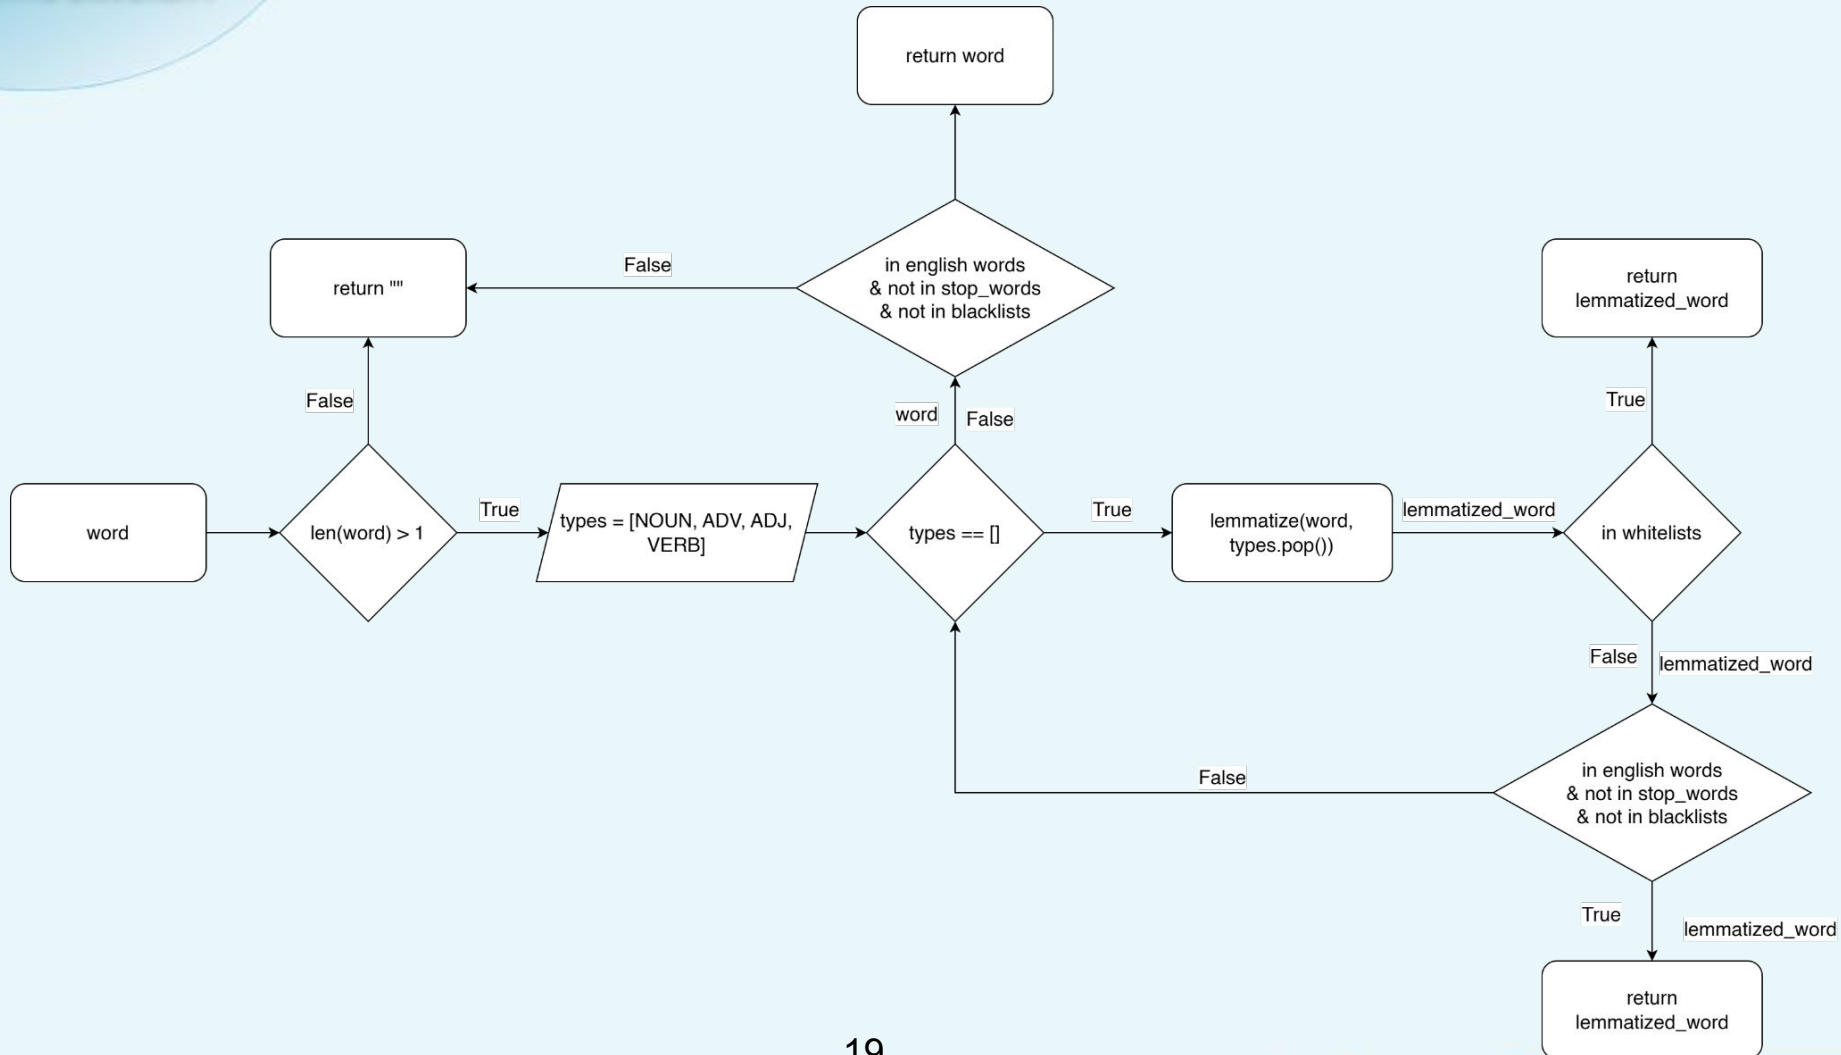 return word
in english words
& not in stop_words
& not in blacklists
False
return ""
return
lemmatized_word
False
word
False
True
word
len(word) > 1
True
types = [NOUN, ADV, ADJ,
VERB]
types == []
True
lemmatize(word,
types.pop())
lemmatized_word
in whitelists
False
lemmatized_word
False
in english words
& not in stop_words
& not in blacklists
True
lemmatized_word
return
lemmatized_word
19